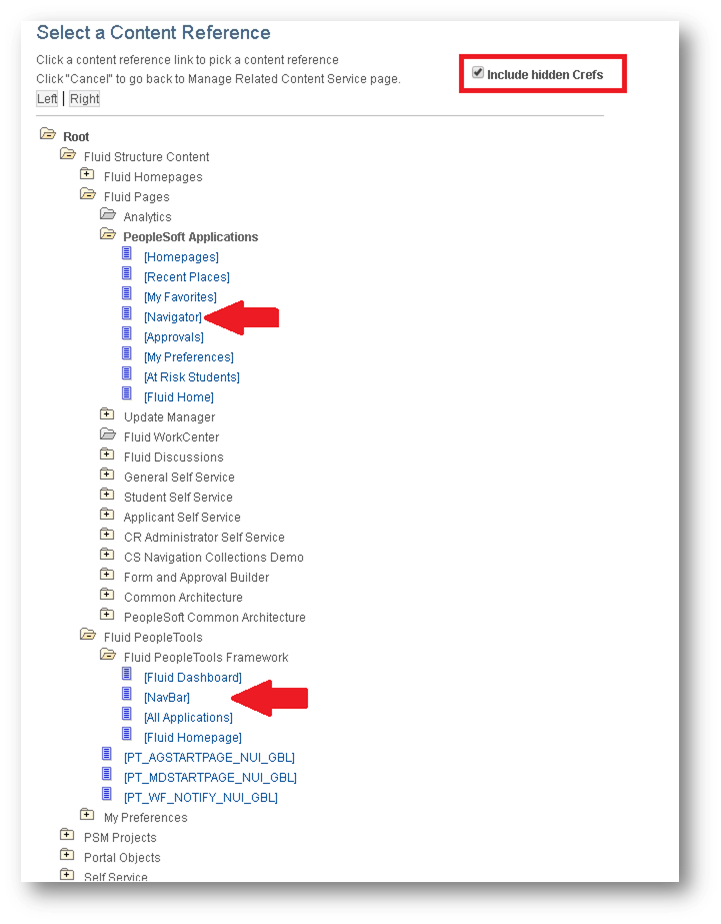 Select a Content Reference
Click a content reference link to pick a content reference
Click "Cancel" to go back to Manage Related Content Service page.
Include hidden Crefs
Left | Right
Root
Fluid Structure Content
Fluid Homepages
Fluid Pages
Analytics
PeopleSoft Applications
[Homepages]
[Recent Places]
[My Favorites]
[Navigator]
[Approvals]
[My Preferences]
[At Risk Students]
[Fluid Home]
Update Manager
Fluid WorkCenter
Fluid Discussions
General Self Service
Student Self Service
Applicant Self Service
CR Administrator Self Service
CS Navigation Collections Demo
Form and Approval Builder
Common Architecture
PeopleSoft Common Architecture
Fluid PeopleTools
Fluid PeopleTools Framework
[Fluid Dashboard]
[NavBar]
[All Applications]
[Fluid Homepage]
[PT_AGSTARTPAGE_NUI_GBL]
[PT_MDSTARTPAGE_NUI_GBL]
[PT_WF_NOTIFY_NUI_GBL]
My Preferences
PSM Projects
Portal Objects
Self Service